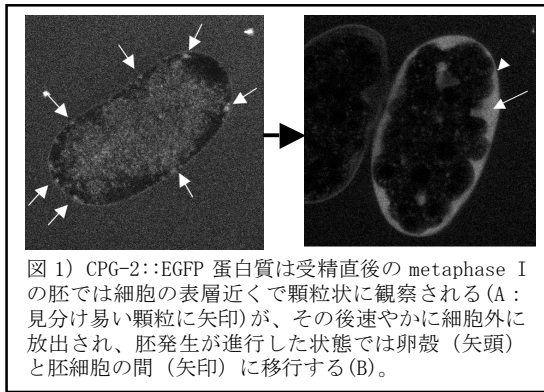 図 1) CPG-2::EGFP 蛋白質は受精直後の metaphase I
の胚では細胞の表層近くで顆粒状に観察される(A：
見分け易い顆粒に矢印)が、その後速やかに細胞外に
放出され、胚発生が進行した状態では卵殻（矢頭）
と胚細胞の間（矢印）に移行する(B)。